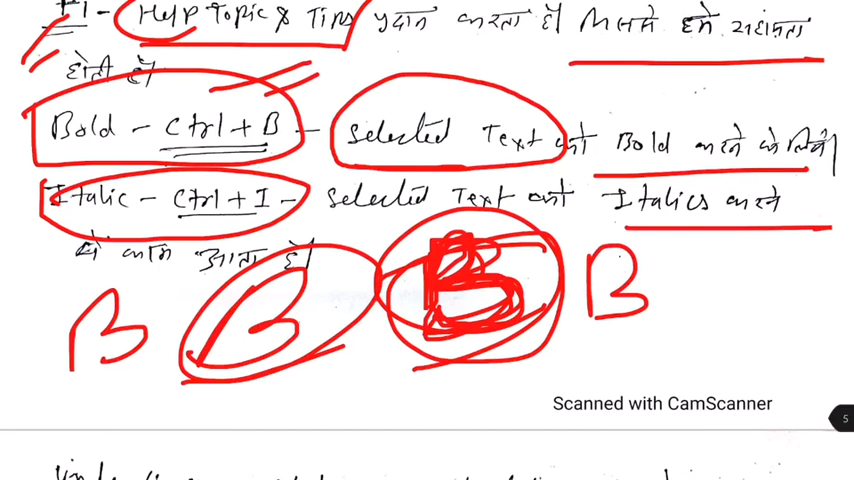 F1 - Help Topic & Tips प्रदान करता है। जिससे हमे सहायता
होती है।
Bold - Ctrl + B - Selected Text को Bold करने के लिये।
Italic - Ctrl + I - Selected Text को Italics करने
के काम आता है।
B B B B
Scanned with CamScanner
5